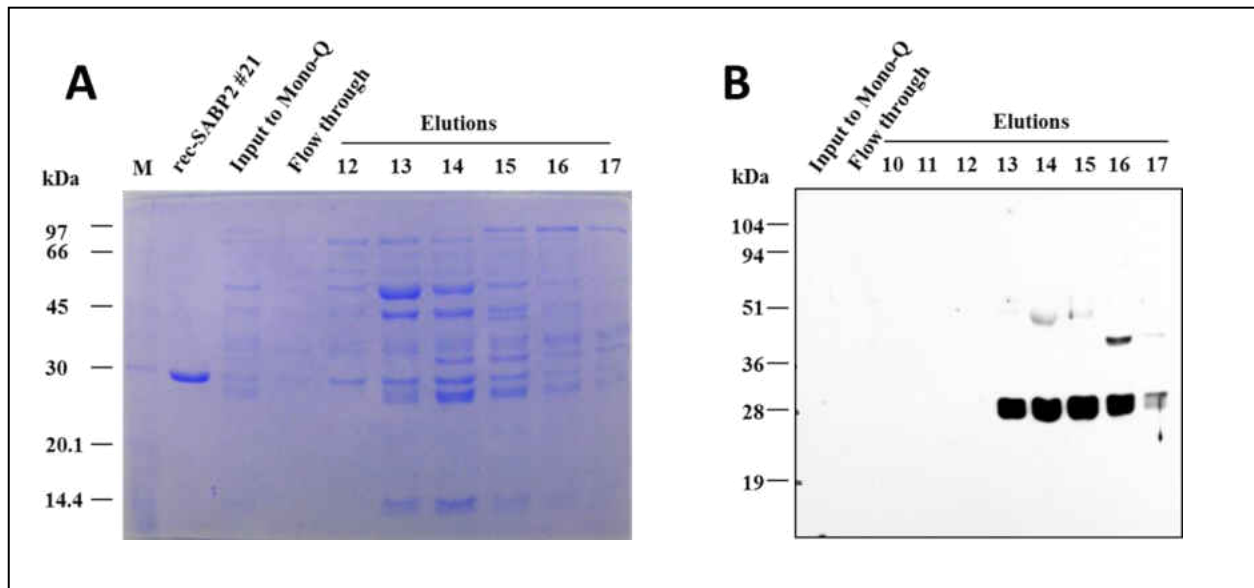 A
M
rec-SABP2 #21
Input to Mono-Q
Flow through
Elutions
12 13 14 15 16 17
kDa
97
66
45
30
20.1
14.4
B
Input to Mono-Q
Flow through
Elutions
10 11 12 13 14 15 16 17
kDa
104
94
51
36
28
19